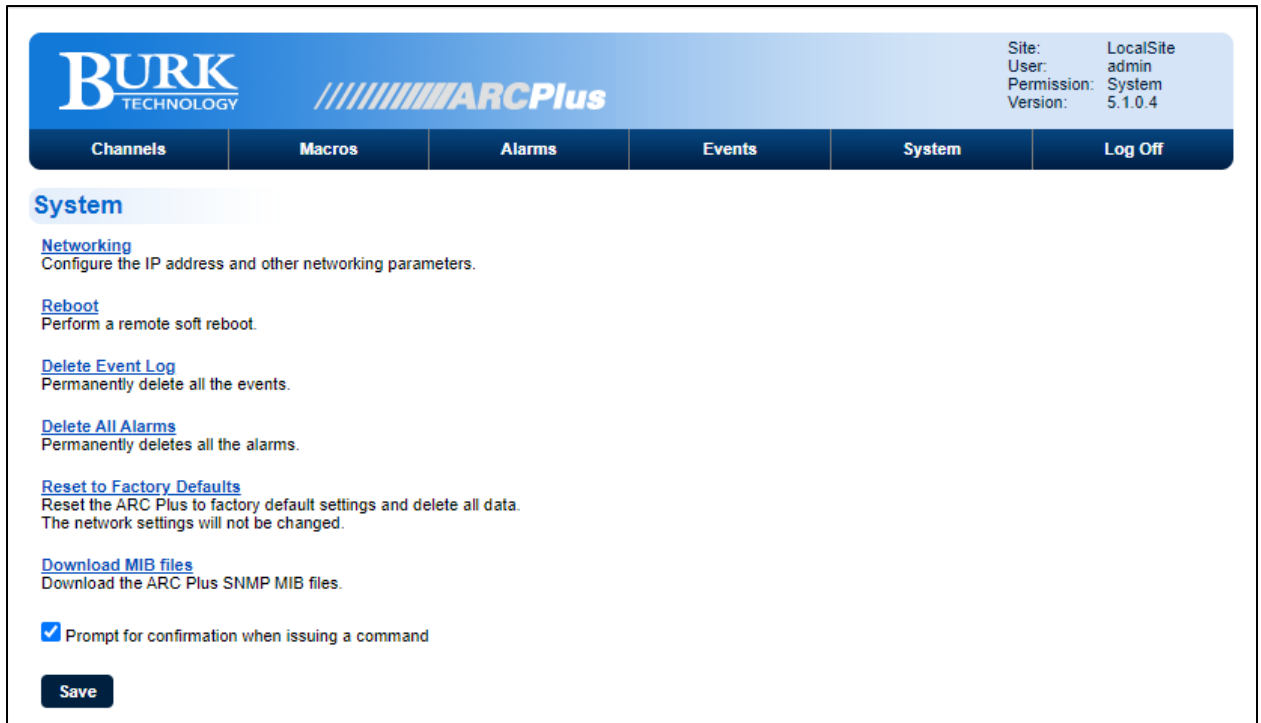 BURK
TECHNOLOGY
ARCPlus
Site: LocalSite
User: admin
Permission: System
Version: 5.1.0.4
Channels Macros Alarms Events System Log Off
System
Networking
Configure the IP address and other networking parameters.
Reboot
Perform a remote soft reboot.
Delete Event Log
Permanently delete all the events.
Delete All Alarms
Permanently deletes all the alarms.
Reset to Factory Defaults
Reset the ARC Plus to factory default settings and delete all data.
The network settings will not be changed.
Download MIB files
Download the ARC Plus SNMP MIB files.
Prompt for confirmation when issuing a command
Save